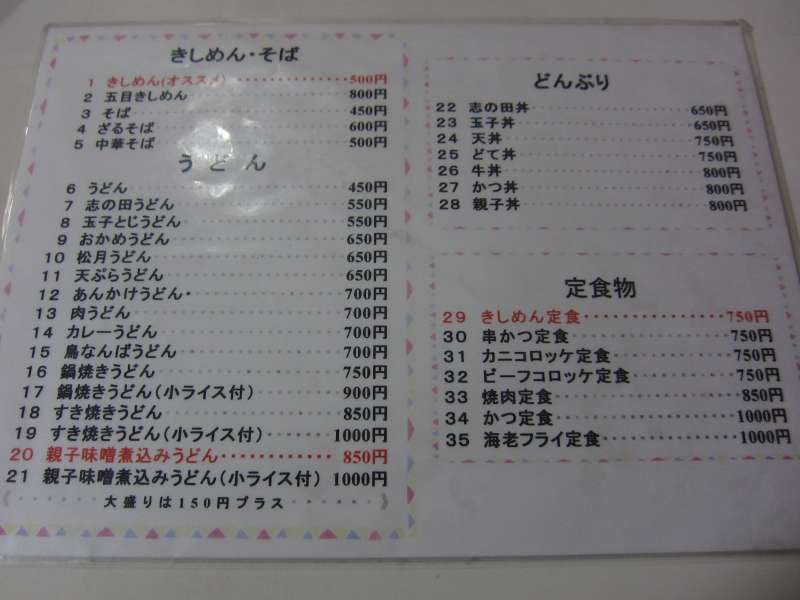 きしめん・そば
1 きしめん(オススメ)・・・・・・・・・・・500円
2 五目きしめん・・・・・・・・・・・800円
3 そば・・・・・・・・・・・450円
4 ざるそば・・・・・・・・・・・600円
5 中華そば・・・・・・・・・・・500円
うどん
6 うどん・・・・・・・・・・・450円
7 志の田うどん・・・・・・・・・・・550円
8 玉子とじうどん・・・・・・・・・・・550円
9 おかめうどん・・・・・・・・・・・650円
10 松月うどん・・・・・・・・・・・650円
11 天ぷらうどん・・・・・・・・・・・650円
12 あんかけうどん・・・・・・・・・・・700円
13 肉うどん・・・・・・・・・・・700円
14 カレーうどん・・・・・・・・・・・700円
15 鳥なんばうどん・・・・・・・・・・・700円
16 鍋焼きうどん・・・・・・・・・・・750円
17 鍋焼きうどん(小ライス付)・・・・・・・900円
18 すき焼きうどん・・・・・・・・・・・850円
19 すき焼きうどん(小ライス付)・・・・・・1000円
20 親子味噌煮込みうどん・・・・・・・・・・・850円
21 親子味噌煮込みうどん(小ライス付)1000円
《・・・・・・・大盛りは150円プラス・・・・・・・》
どんぶり
22 志の田丼・・・・・・・・・・・650円
23 玉子丼・・・・・・・・・・・650円
24 天丼・・・・・・・・・・・750円
25 どて丼・・・・・・・・・・・750円
26 牛丼・・・・・・・・・・・800円
27 かつ丼・・・・・・・・・・・800円
28 親子丼・・・・・・・・・・・800円
定食物
29 きしめん定食・・・・・・・・・・・750円
30 串かつ定食・・・・・・・・・・・750円
31 カニコロッケ定食・・・・・・・・・・・750円
32 ビーフコロッケ定食・・・・・・・・・・750円
33 焼肉定食・・・・・・・・・・・850円
34 かつ定食・・・・・・・・・・・1000円
35 海老フライ定食・・・・・・・・・・・1000円